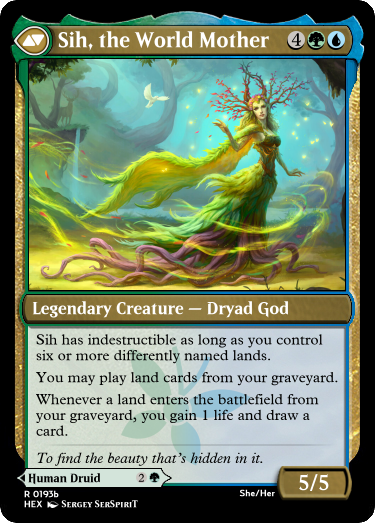 Sih, the World Mother 4
Legendary Creature — Dryad God
Sih has indestructible as long as you control
six or more differently named lands.
You may play land cards from your graveyard.
Whenever a land enters the battlefield from
your graveyard, you gain 1 life and draw a
card.
To find the beauty that's hidden in it.
Human Druid 2
5/5
R 0193b
She/Her
HEX Sergey SerSpiriT